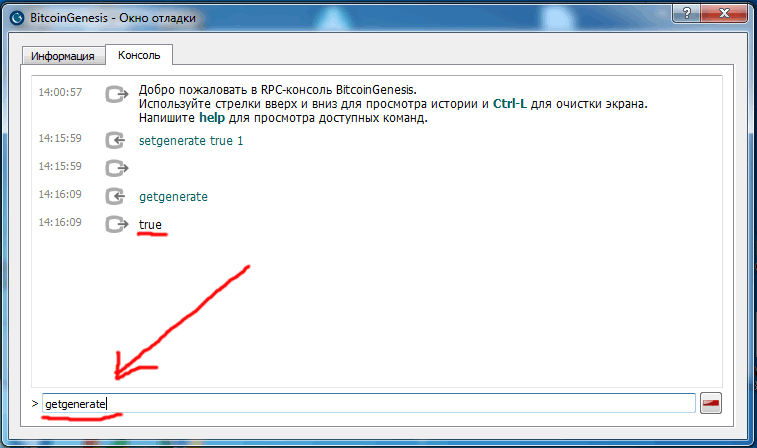 BitcoinGenesis - Окно отладки
Информация
Консоль
14:00:57
Добро пожаловать в RPC-консоль BitcoinGenesis.
Используйте стрелки вверх и вниз для просмотра истории и Ctrl-L для очистки экрана.
Напишите help для просмотра доступных команд.
14:15:59
setgenerate true 1
14:15:59
14:16:09
getgenerate
14:16:09
true
> getgenerate